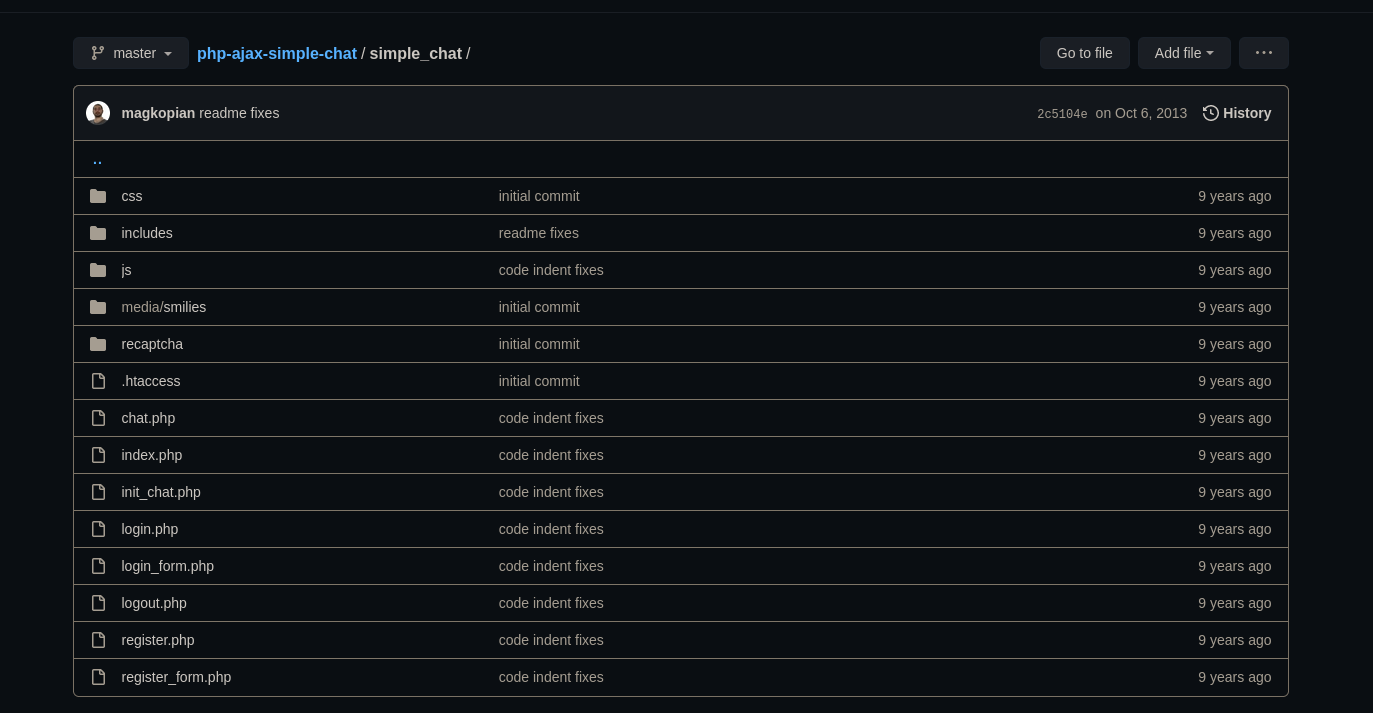 master php-ajax-simple-chat / simple_chat / Go to file Add file ...
magkopian readme fixes 2c5104e on Oct 6, 2013 History
..
css initial commit 9 years ago
includes readme fixes 9 years ago
js code indent fixes 9 years ago
media/smilies initial commit 9 years ago
recaptcha initial commit 9 years ago
.htaccess initial commit 9 years ago
chat.php code indent fixes 9 years ago
index.php code indent fixes 9 years ago
init_chat.php code indent fixes 9 years ago
login.php code indent fixes 9 years ago
login_form.php code indent fixes 9 years ago
logout.php code indent fixes 9 years ago
register.php code indent fixes 9 years ago
register_form.php code indent fixes 9 years ago